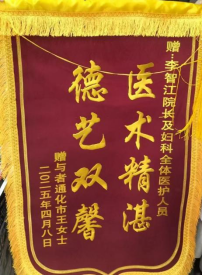 赠:李智江院长及妇科全体医护人员
医术精湛
德艺双馨
赠与者通化市王女士
二〇二五年四月八日